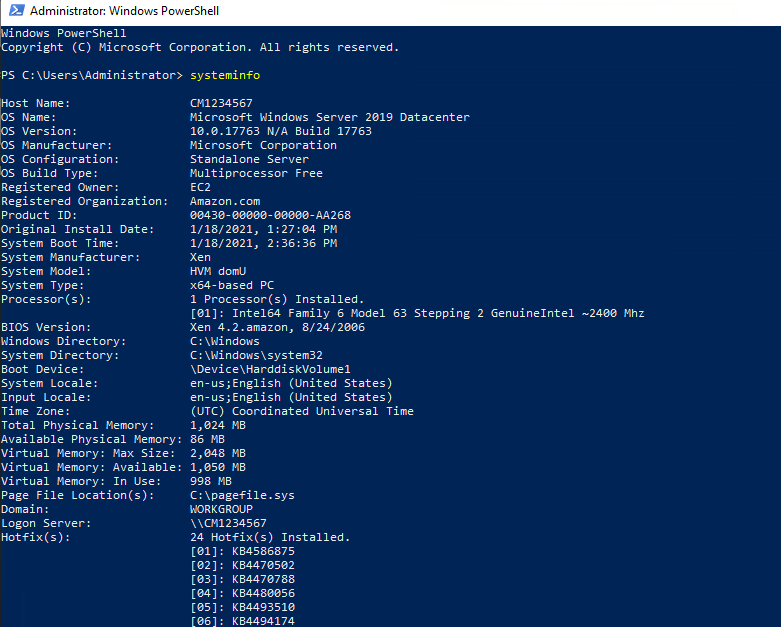 Administrator: Windows PowerShell
Windows PowerShell
Copyright (C) Microsoft Corporation. All rights reserved.
PS C:\Users\Administrator> systeminfo
Host Name:                 CM1234567
OS Name:                   Microsoft Windows Server 2019 Datacenter
OS Version:                10.0.17763 N/A Build 17763
OS Manufacturer:           Microsoft Corporation
OS Configuration:          Standalone Server
OS Build Type:             Multiprocessor Free
Registered Owner:          EC2
Registered Organization:   Amazon.com
Product ID:                00430-00000-00000-AA268
Original Install Date:     1/18/2021, 1:27:04 PM
System Boot Time:          1/18/2021, 2:36:36 PM
System Manufacturer:       Xen
System Model:              HVM domU
System Type:               x64-based PC
Processor(s):              1 Processor(s) Installed.
                           [01]: Intel64 Family 6 Model 63 Stepping 2 GenuineIntel ~2400 Mhz
BIOS Version:              Xen 4.2.amazon, 8/24/2006
Windows Directory:         C:\Windows
System Directory:          C:\Windows\system32
Boot Device:               \Device\HarddiskVolume1
System Locale:             en-us;English (United States)
Input Locale:              en-us;English (United States)
Time Zone:                 (UTC) Coordinated Universal Time
Total Physical Memory:     1,024 MB
Available Physical Memory: 86 MB
Virtual Memory: Max Size:  2,048 MB
Virtual Memory: Available: 1,050 MB
Virtual Memory: In Use:    998 MB
Page File Location(s):     C:\pagefile.sys
Domain:                    WORKGROUP
Logon Server:              \\CM1234567
Hotfix(s):                 24 Hotfix(s) Installed.
                           [01]: KB4586875
                           [02]: KB4470502
                           [03]: KB4470788
                           [04]: KB4480056
                           [05]: KB4493510
                           [06]: KB4494174